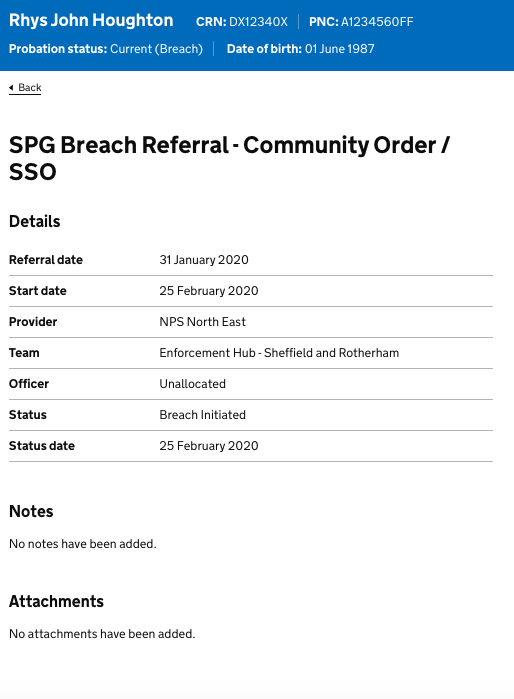 Rhys John Houghton CRN: DX12340X PNC: A1234560FF
Probation status: Current (Breach) Date of birth: 01 June 1987
Back
SPG Breach Referral - Community Order /
SSO
Details
Referral date 31 January 2020
Start date 25 February 2020
Provider NPS North East
Team Enforcement Hub - Sheffield and Rotherham
Officer Unallocated
Status Breach Initiated
Status date 25 February 2020
Notes
No notes have been added.
Attachments
No attachments have been added.